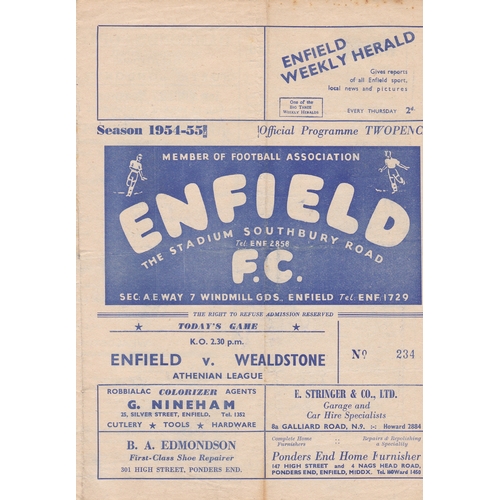 ENFIELD
WEEKLY HERALD
Gives reports
of all Enfield sport,
local news and pictures
One of the
Big Three
Weekly Heralds
EVERY THURSDAY 2d.
Season 1954-55
Official Programme TWOPENC
MEMBER OF FOOTBALL ASSOCIATION
ENFIELD
THE STADIUM SOUTHBURY ROAD
Tel. ENF 2858
F.C.
SEC. A.E WAY 7 WINDMILL GDS., ENFIELD Tel. ENF. 1729
THE RIGHT TO REFUSE ADMISSION RESERVED
★ TODAY'S GAME ★
K.O. 2.30 p.m.
ENFIELD v. WEALDSTONE
ATHENIAN LEAGUE
No 234
ROBBIALAC COLORIZER AGENTS
G. NINEHAM
25, SILVER STREET, ENFIELD. Tel. 1352
CUTLERY • TOOLS • HARDWARE
E. STRINGER & CO., LTD.
Garage and
Car Hire Specialists
8a GALLIARD ROAD, N.9. :-: Howard 2884
B. A. EDMONDSON
First-Class Shoe Repairer
301 HIGH STREET, PONDERS END.
Complete Home
Furnishers
Repairs & Repolishing
a Speciality
Ponders End Home Furnisher
147 HIGH STREET and 4 NAGS HEAD ROAD,
PONDERS END, ENFIELD, MIDDX. Tel. HOWard 1450